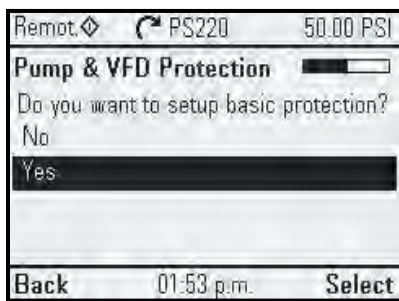 Remot. PS220 50.00 PSI
Pump & VFD Protection
Do you want to setup basic protection?
No
Yes
Back 01:53 p.m. Select